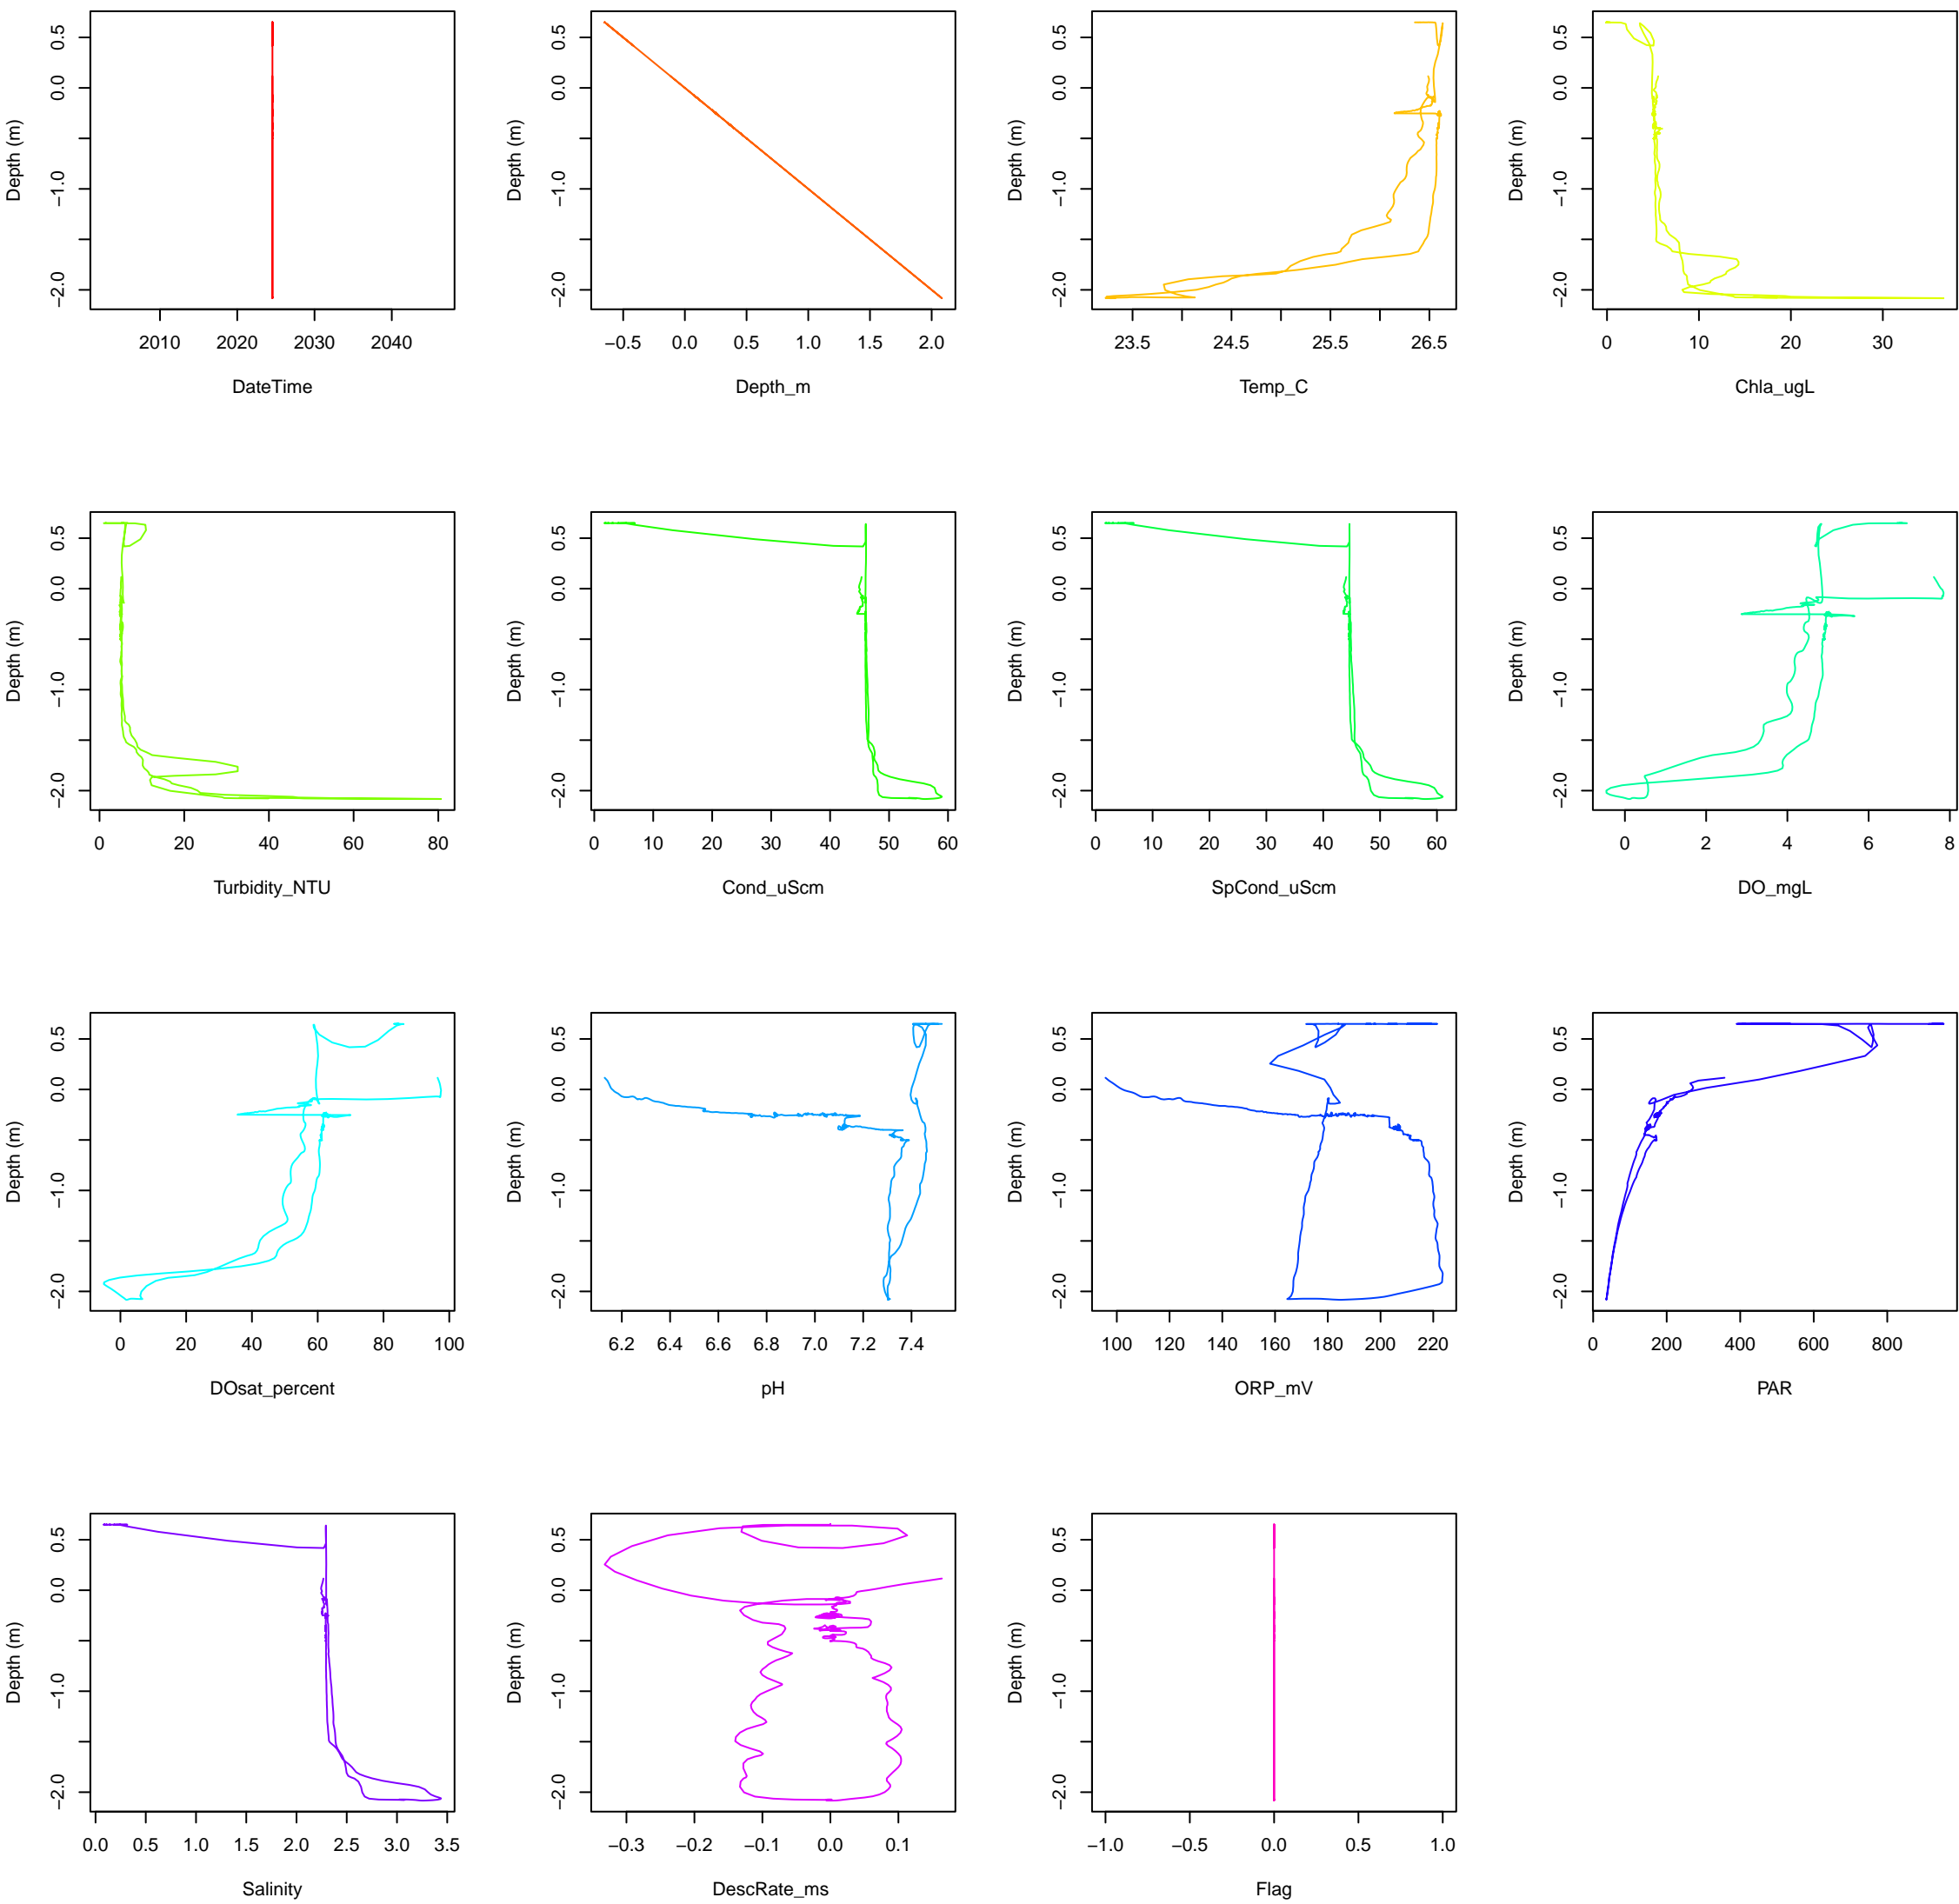 Depth (m)
0.5
0.0
−1.0
−2.0
2010 2020 2030 2040
DateTime
Depth (m)
0.5
0.0
−1.0
−2.0
−0.5 0.0 0.5 1.0 1.5 2.0
Depth_m
Depth (m)
0.5
0.0
−1.0
−2.0
23.5 24.5 25.5 26.5
Temp_C
Depth (m)
0.5
0.0
−1.0
−2.0
0 10 20 30
Chla_ugL
Depth (m)
0.5
0.0
−1.0
−2.0
0 20 40 60 80
Turbidity_NTU
Depth (m)
0.5
0.0
−1.0
−2.0
0 10 20 30 40 50 60
Cond_uScm
Depth (m)
0.5
0.0
−1.0
−2.0
0 10 20 30 40 50 60
SpCond_uScm
Depth (m)
0.5
0.0
−1.0
−2.0
0 2 4 6 8
DO_mgL
Depth (m)
0.5
0.0
−1.0
−2.0
0 20 40 60 80 100
DOsat_percent
Depth (m)
0.5
0.0
−1.0
−2.0
6.2 6.4 6.6 6.8 7.0 7.2 7.4
pH
Depth (m)
0.5
0.0
−1.0
−2.0
100 120 140 160 180 200 220
ORP_mV
Depth (m)
0.5
0.0
−1.0
−2.0
0 200 400 600 800
PAR
Depth (m)
0.5
0.0
−1.0
−2.0
0.0 0.5 1.0 1.5 2.0 2.5 3.0 3.5
Salinity
Depth (m)
0.5
0.0
−1.0
−2.0
−0.3 −0.2 −0.1 0.0 0.1
DescRate_ms
Depth (m)
0.5
0.0
−1.0
−2.0
−1.0 −0.5 0.0 0.5 1.0
Flag